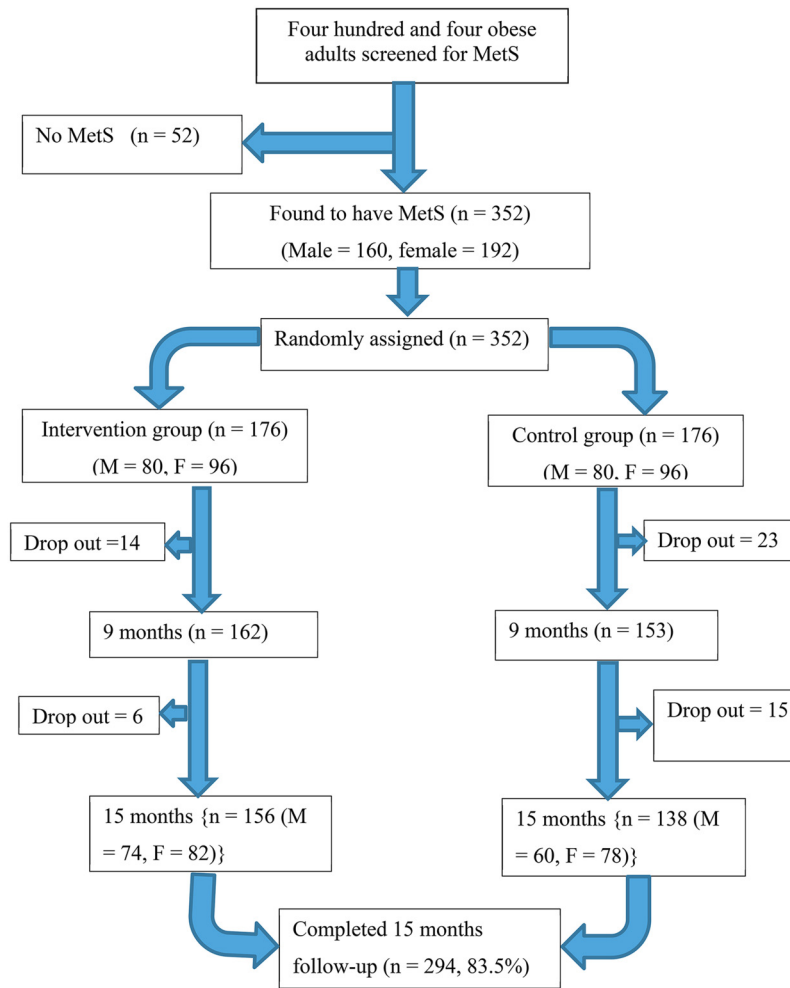 Four hundred and four obese
adults screened for MetS
No MetS (n = 52)
Found to have MetS (n = 352)
(Male = 160, female = 192)
Randomly assigned (n = 352)
Intervention group (n = 176)
(M = 80, F = 96)
Control group (n = 176)
(M = 80, F = 96)
Drop out =14
Drop out = 23
9 months (n = 162)
9 months (n = 153)
Drop out = 6
Drop out = 15
15 months {n = 156 (M
= 74, F = 82)}
15 months {n = 138 (M
= 60, F = 78)}
Completed 15 months
follow-up (n = 294, 83.5%)